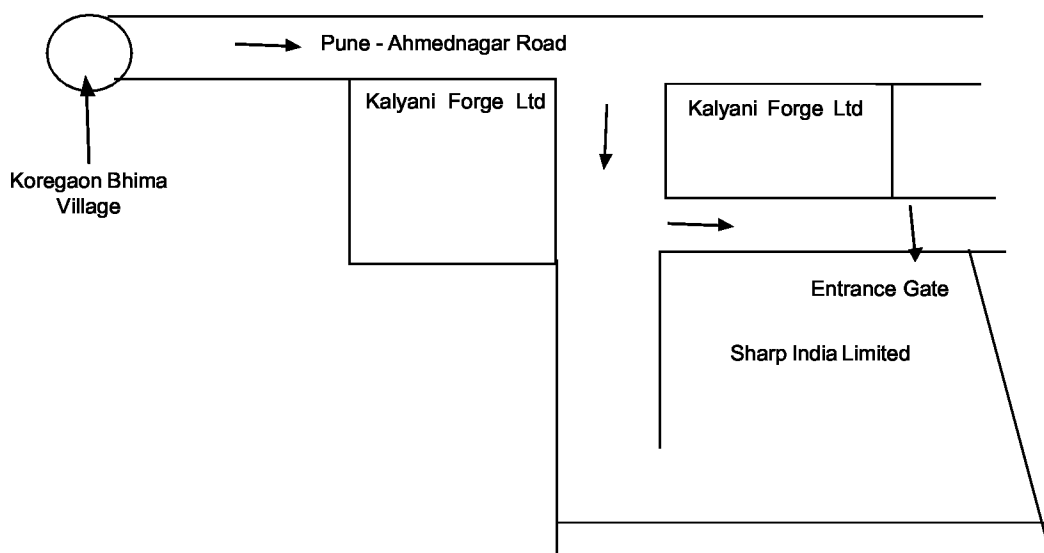 Pune - Ahmednagar Road
Kalyani Forge Ltd
Kalyani Forge Ltd
Koregaon Bhima
Village
Entrance Gate
Sharp India Limited